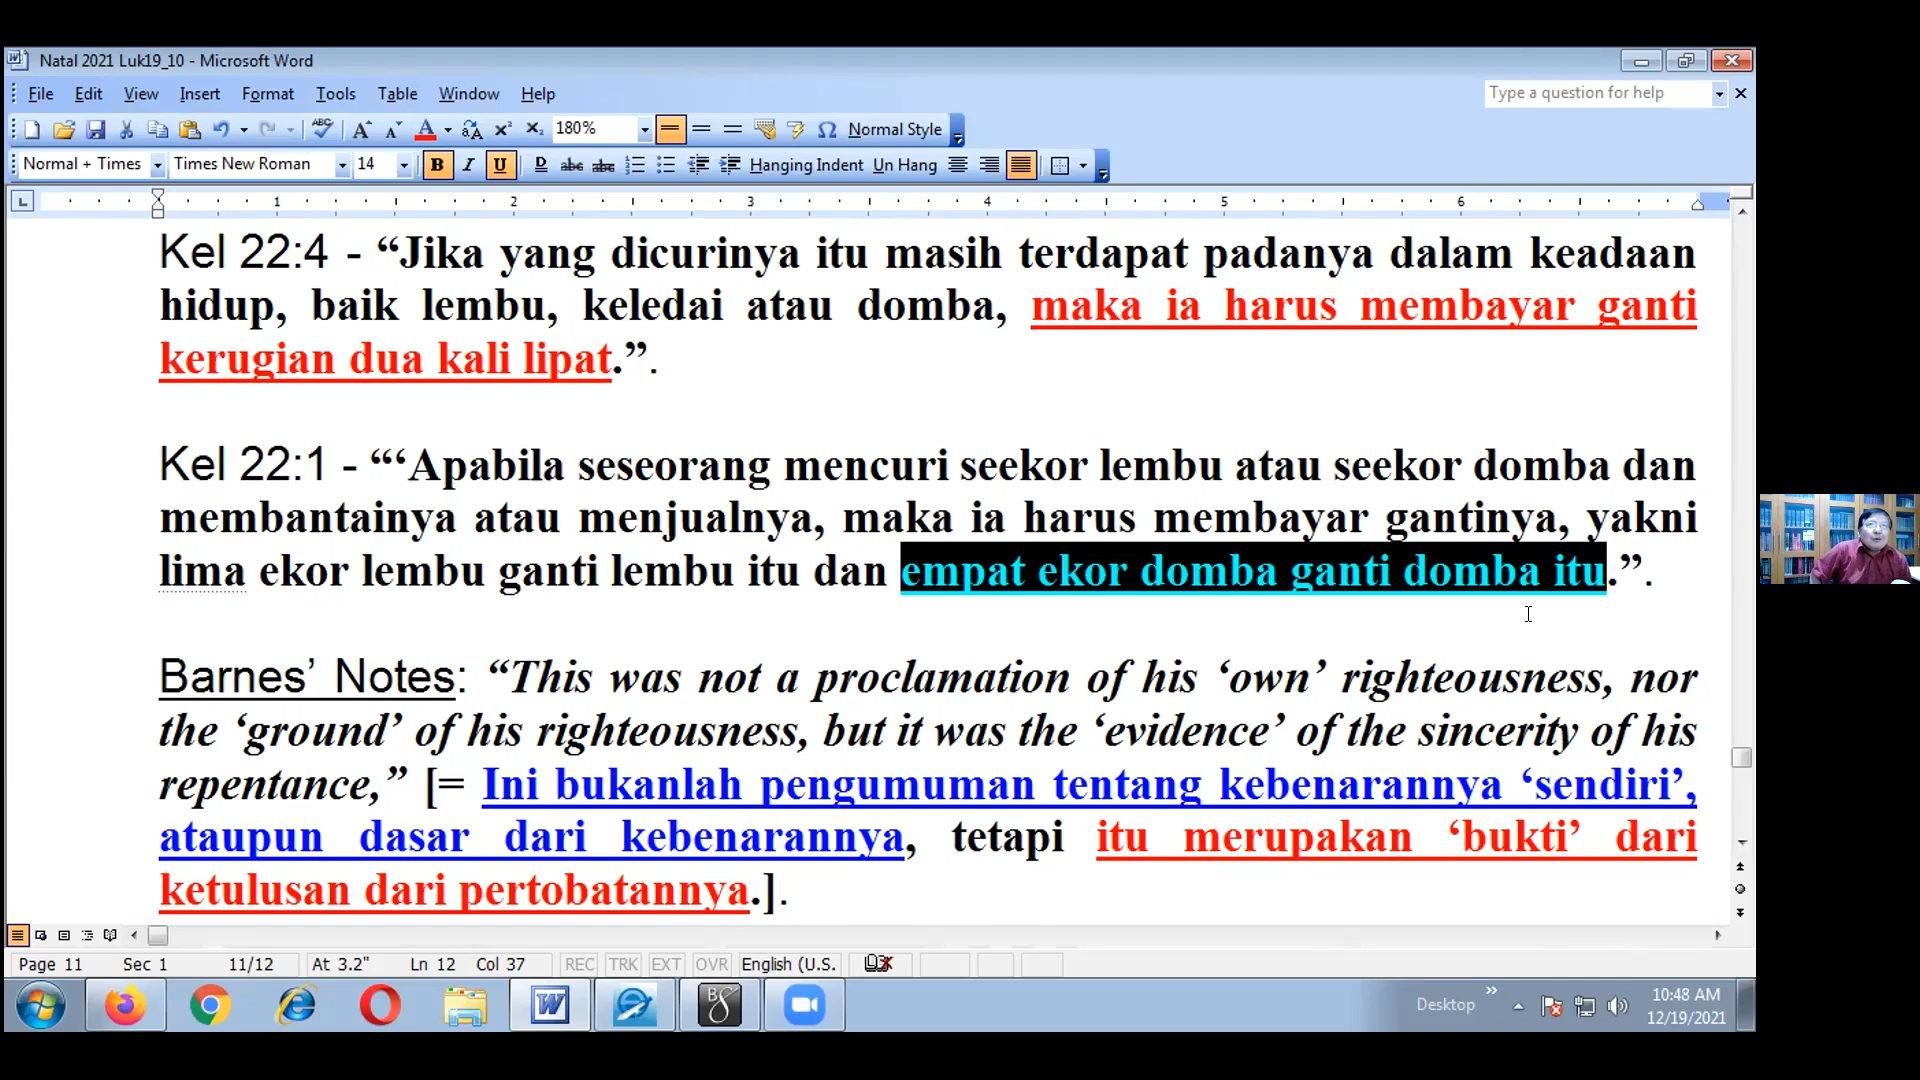 Natal 2021 Luk19_10 - Microsoft Word
File Edit View Insert Format Tools Table Window Help
Type a question for help
180%
Normal Style
Normal + Times
Times New Roman
14
B I U
Hanging Indent Un Hang
1 2 3 4 5 6
Kel 22:4 - “Jika yang dicurinya itu masih terdapat padanya dalam keadaan
hidup, baik lembu, keledai atau domba, maka ia harus membayar ganti
kerugian dua kali lipat.”.
Kel 22:1 - “‘Apabila seseorang mencuri seekor lembu atau seekor domba dan
membantainya atau menjualnya, maka ia harus membayar gantinya, yakni
lima ekor lembu ganti lembu itu dan empat ekor domba ganti domba itu.”.
Barnes’ Notes: “This was not a proclamation of his ‘own’ righteousness, nor
the ‘ground’ of his righteousness, but it was the ‘evidence’ of the sincerity of his
repentance,” [= Ini bukanlah pengumuman tentang kebenarannya ‘sendiri’,
ataupun dasar dari kebenarannya, tetapi itu merupakan ‘bukti’ dari
ketulusan dari pertobatannya.].
Page 11 Sec 1 11/12 At 3.2" Ln 12 Col 37 REC TRK EXT OVR English (U.S.
Desktop
10:48 AM
12/19/2021